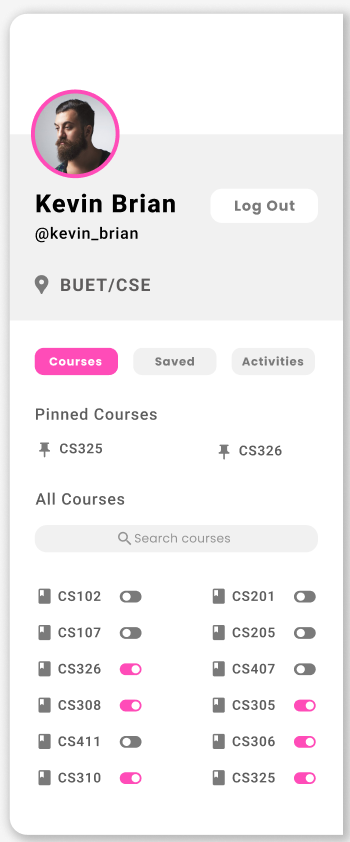 Kevin Brian
Log Out
@kevin_brian
BUET/CSE
Courses Saved Activities
Pinned Courses
CS325 CS326
All Courses
Search courses
CS102 CS201
CS107 CS205
CS326 CS407
CS308 CS305
CS411 CS306
CS310 CS325